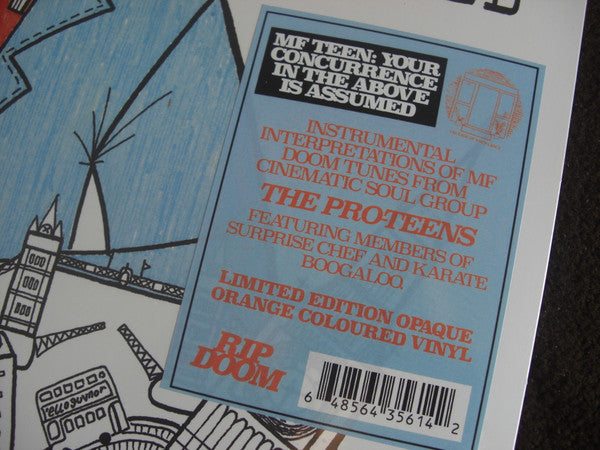 MF TEEN: YOUR
CONCURRENCE
IN THE ABOVE
IS ASSUMED
INSTRUMENTAL
INTERPRETATIONS OF MF
DOOM TUNES FROM
CINEMATIC SOUL GROUP
THE PROTEENS
FEATURING MEMBERS OF
SURPRISE CHEF AND KARATE
BOOGALOO.
LIMITED EDITION OPAQUE
ORANGE COLOURED VINYL
RIP
DOOM
6 48564 35614 2
'ello guvnor